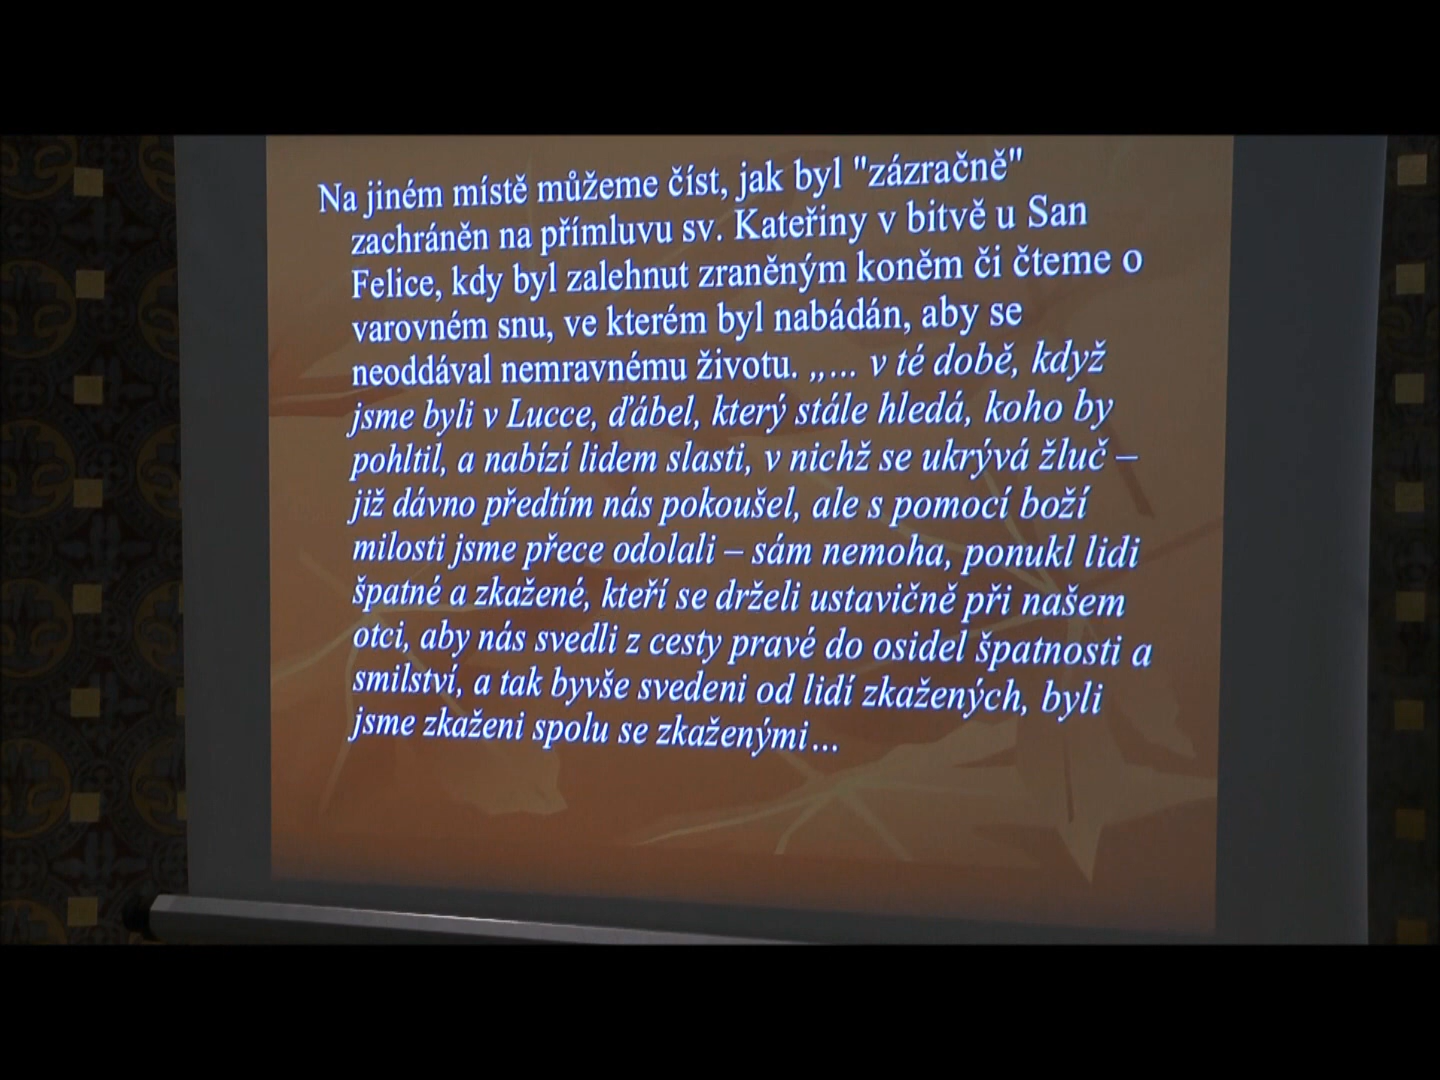 Na jiném místě můžeme číst, jak byl "zázračně"
zachráněn na přímluvu sv. Kateřiny v bitvě u San
Felice, kdy byl zalehnut zraněným koněm či čteme o
varovném snu, ve kterém byl nabádán, aby se
neoddával nemravnému životu. „... v té době, když
jsme byli v Lucce, ďábel, který stále hledá, koho by
pohltil, a nabízí lidem slasti, v nichž se ukrývá žluč –
již dávno předtím nás pokoušel, ale s pomocí boží
milosti jsme přece odolali – sám nemoha, ponukl lidi
špatné a zkažené, kteří se drželi ustavičně při našem
otci, aby nás svedli z cesty pravé do osidel špatnosti a
smilství, a tak byvše svedeni od lidí zkažených, byli
jsme zkaženi spolu se zkaženými...